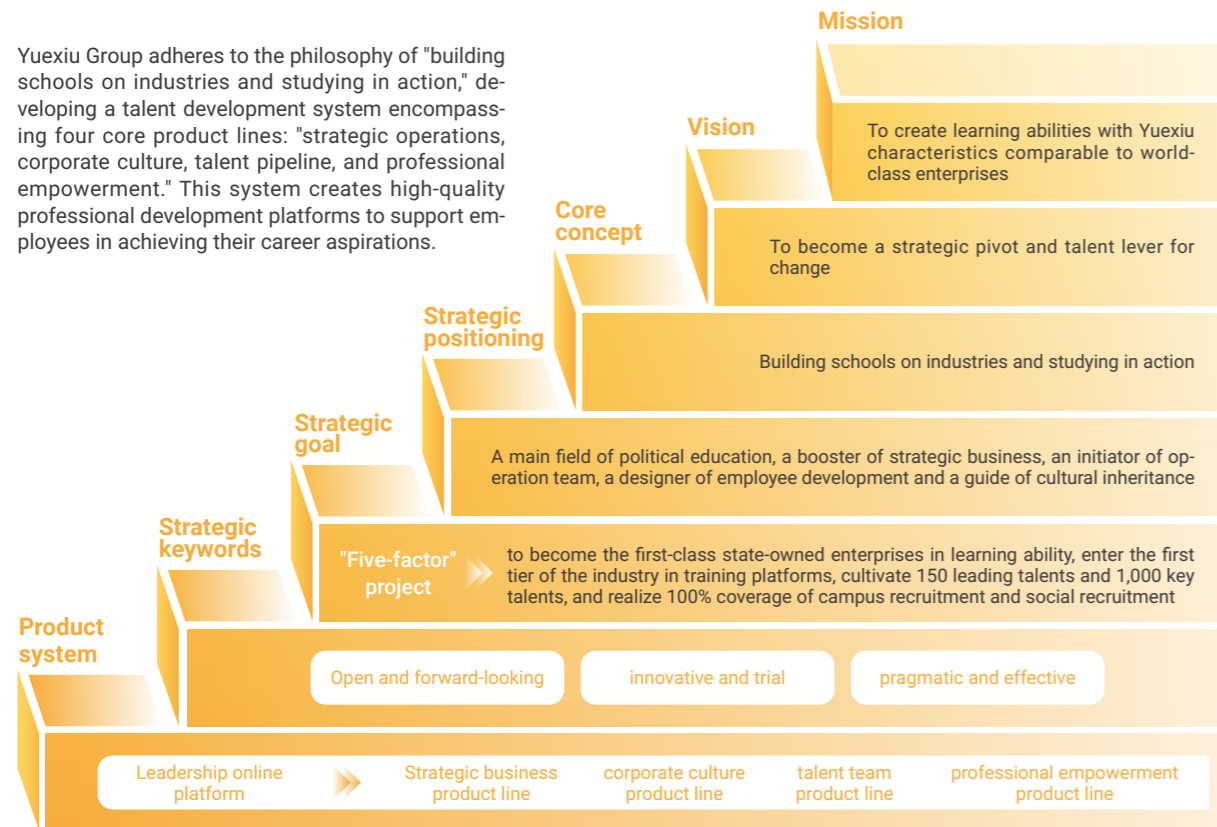 Yuexiu Group adheres to the philosophy of "building
schools on industries and studying in action," de-
veloping a talent development system encompass-
ing four core product lines: "strategic operations,
corporate culture, talent pipeline, and professional
empowerment." This system creates high-quality
professional development platforms to support em-
ployees in achieving their career aspirations.
Mission
To create learning abilities with Yuexiu
characteristics comparable to world-
class enterprises
Vision
To become a strategic pivot and talent lever for
change
Core
concept
Building schools on industries and studying in action
Strategic
positioning
A main field of political education, a booster of strategic business, an initiator of op-
eration team, a designer of employee development and a guide of cultural inheritance
Strategic
goal
"Five-factor"
project
to become the first-class state-owned enterprises in learning ability, enter the first
tier of the industry in training platforms, cultivate 150 leading talents and 1,000 key
talents, and realize 100% coverage of campus recruitment and social recruitment
Strategic
keywords
Open and forward-looking
innovative and trial
pragmatic and effective
Product
system
Leadership online
platform
Strategic business
product line
corporate culture
product line
talent team
product line
professional empowerment
product line